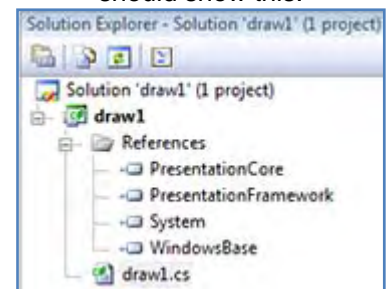 should show this:
Solution Explorer - Solution 'draw1' (1 project)
Solution 'draw1' (1 project)
draw1
References
PresentationCore
PresentationFramework
System
WindowsBase
draw1.cs